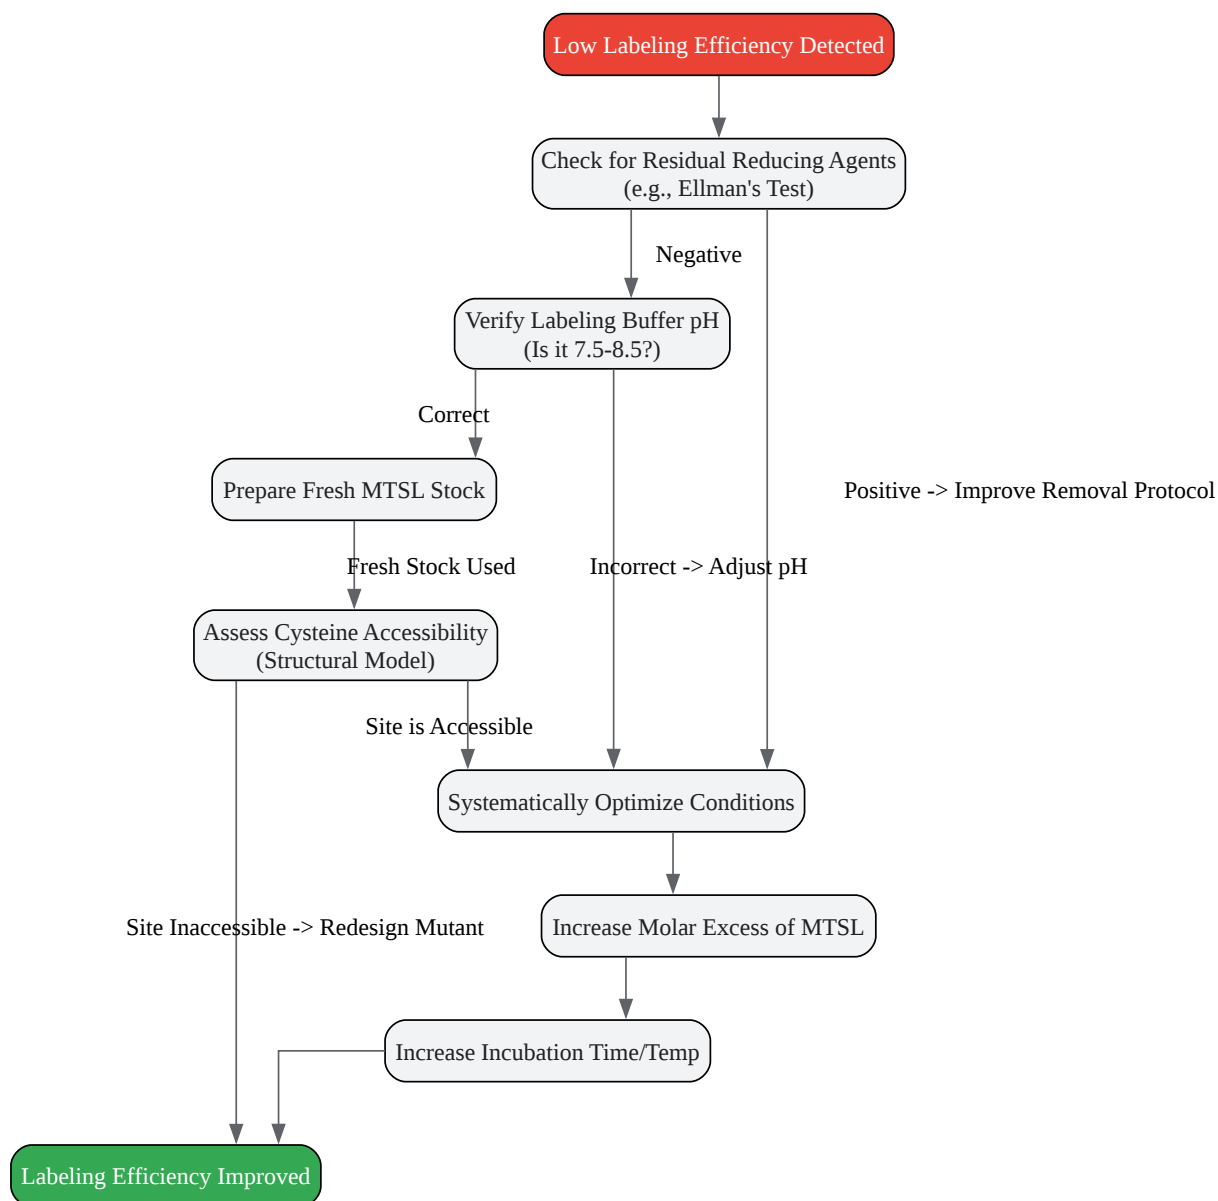 Low Labeling Efficiency Detected
Check for Residual Reducing Agents
(e.g., Ellman's Test)
Negative
Verify Labeling Buffer pH
(Is it 7.5-8.5?)
Correct
Prepare Fresh MTSL Stock
Positive -> Improve Removal Protocol
Fresh Stock Used
Incorrect -> Adjust pH
Assess Cysteine Accessibility
(Structural Model)
Site is Accessible
Systematically Optimize Conditions
Site Inaccessible -> Redesign Mutant
Increase Molar Excess of MTSL
Increase Incubation Time/Temp
Labeling Efficiency Improved